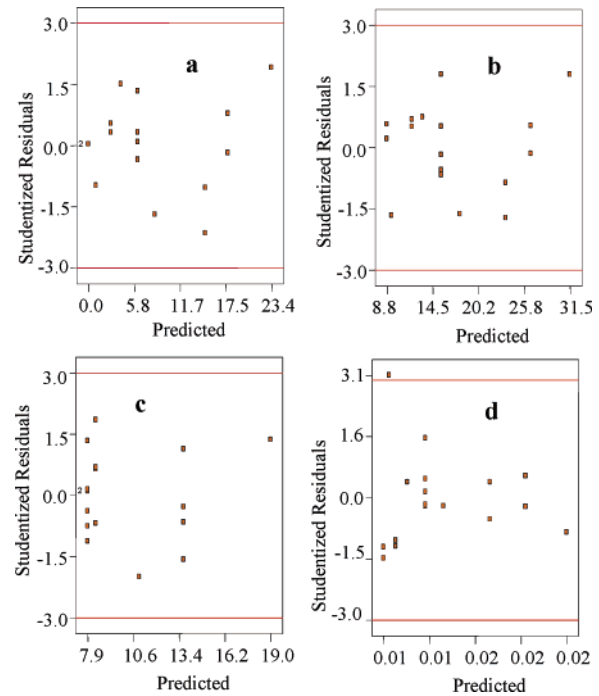 a
Studentized Residuals
3.0
1.5
0.0
-1.5
-3.0
2
0.0 5.8 11.7 17.5 23.4
Predicted
b
Studentized Residuals
3.0
1.5
0.0
-1.5
-3.0
8.8 14.5 20.2 25.8 31.5
Predicted
c
Studentized Residuals
3.0
1.5
0.0
-1.5
-3.0
2
7.9 10.6 13.4 16.2 19.0
Predicted
d
Studentized Residuals
3.1
1.6
0.0
-1.5
-3.0
0.01 0.01 0.02 0.02 0.02
Predicted